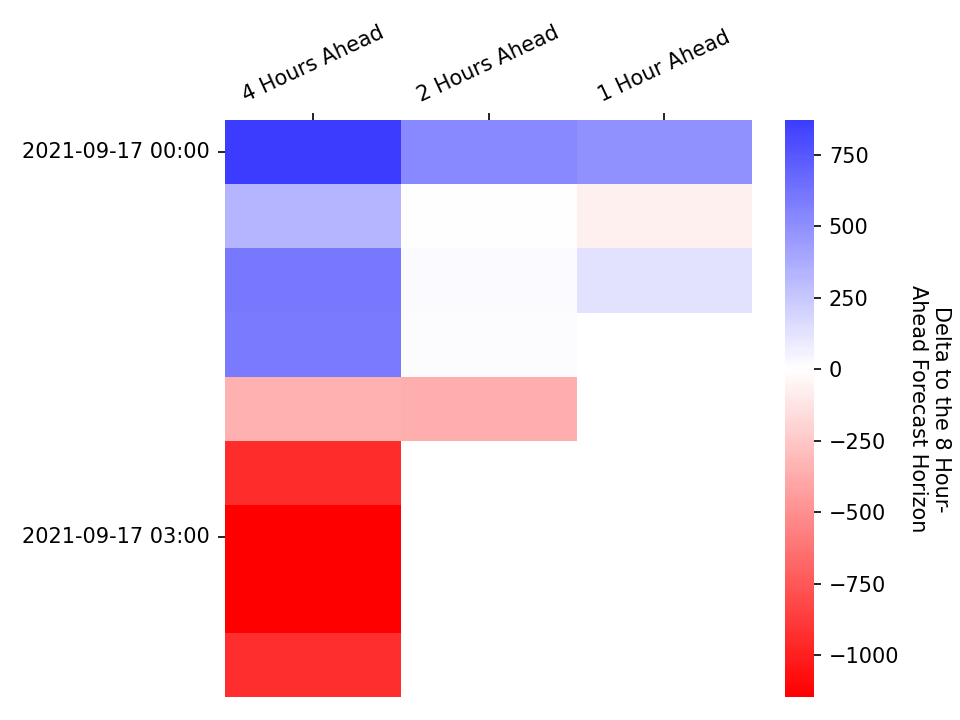 4 Hours Ahead
2 Hours Ahead
1 Hour Ahead
2021-09-17 00:00
2021-09-17 03:00
750
500
250
0
−250
−500
−750
−1000
Delta to the 8 Hour-
Ahead Forecast Horizon